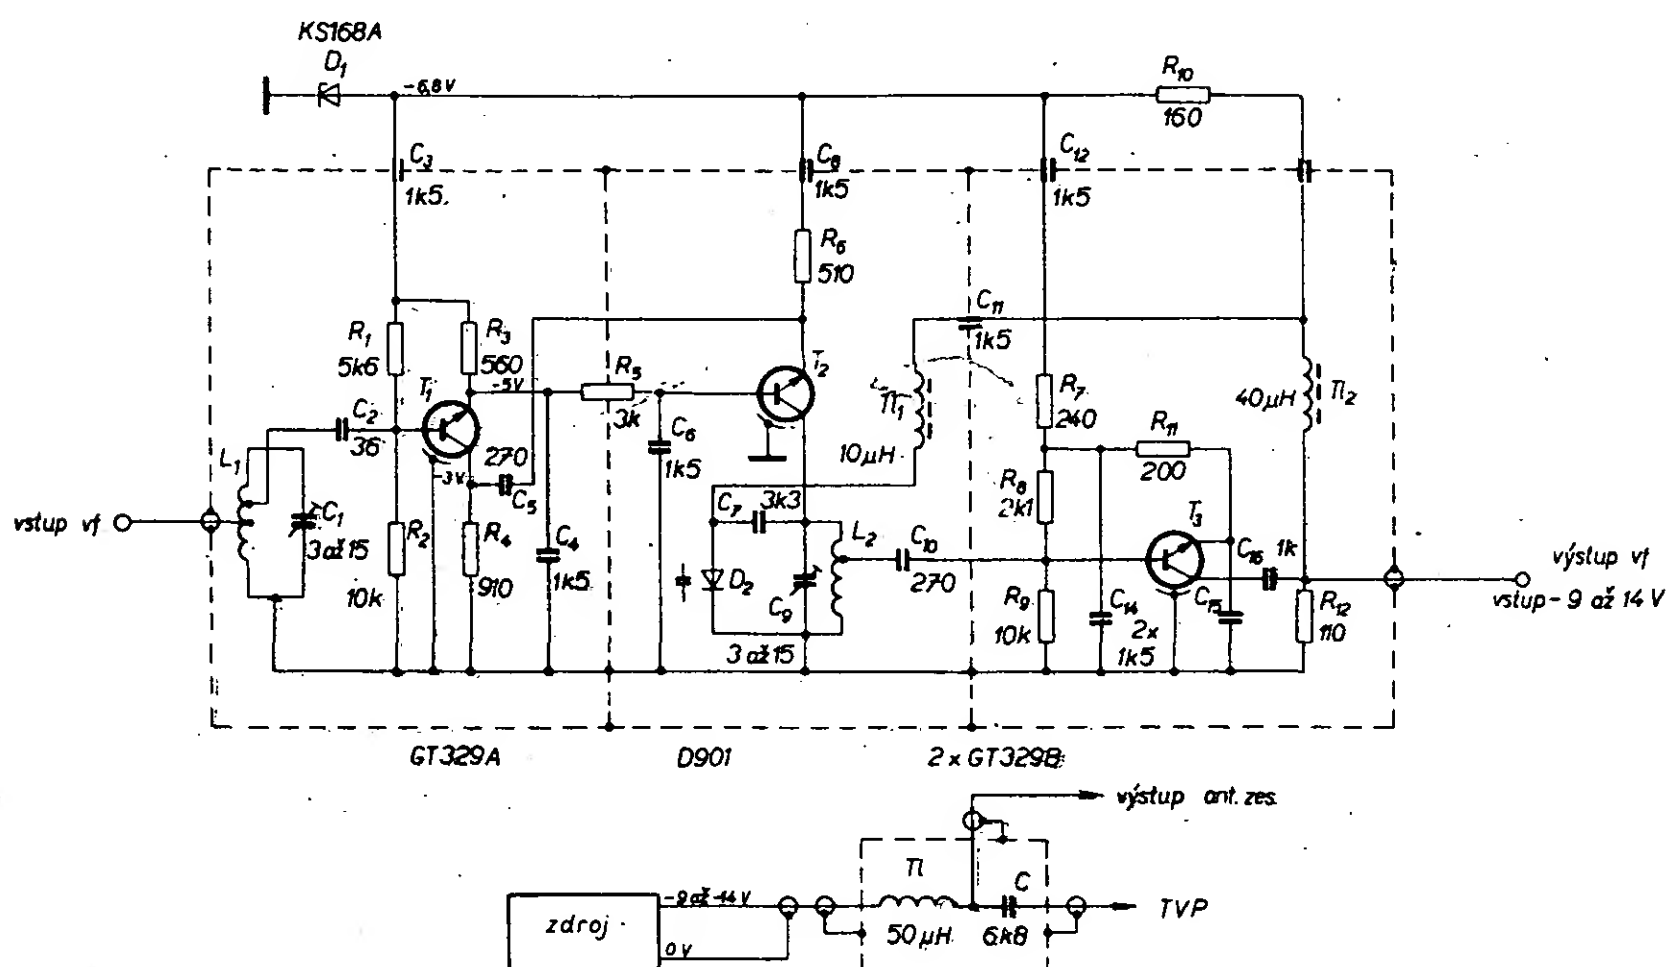 KS168A
D₁
-6,8V
R₁₀
160
C₃
1k5
C₈
1k5
C₁₂
1k5
R₆
510
C₁₁
1k5
R₁
5k6
R₃
560
T₁
-5V
R₅
3k
T₂
Tl₁
10µH
R₇
240
40µH
Tl₂
R₁₁
200
C₂
36
270
C₅
-3V
C₆
1k5
L₁
C₁
3 až 15
vstup vf
R₂
10k
R₄
910
C₄
1k5
C₇
3k3
D₂
C₉
3 až 15
L₂
C₁₀
270
R₈
2k1
T₃
C₁₆
1k
R₉
10k
C₁₄
C₁₅
2x
1k5
R₁₂
110
výstup vf
vstup - 9 až 14 V
GT329A
D901
2 x GT329B
výstup ant. zes.
zdroj
-9 až -14 V
0 V
Tl
50µH
C
6k8
TVP